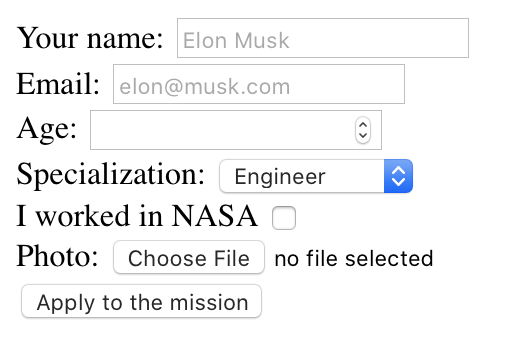 Your name: Elon Musk
Email: elon@musk.com
Age:
Specialization: Engineer
I worked in NASA
Photo: Choose File no file selected
Apply to the mission